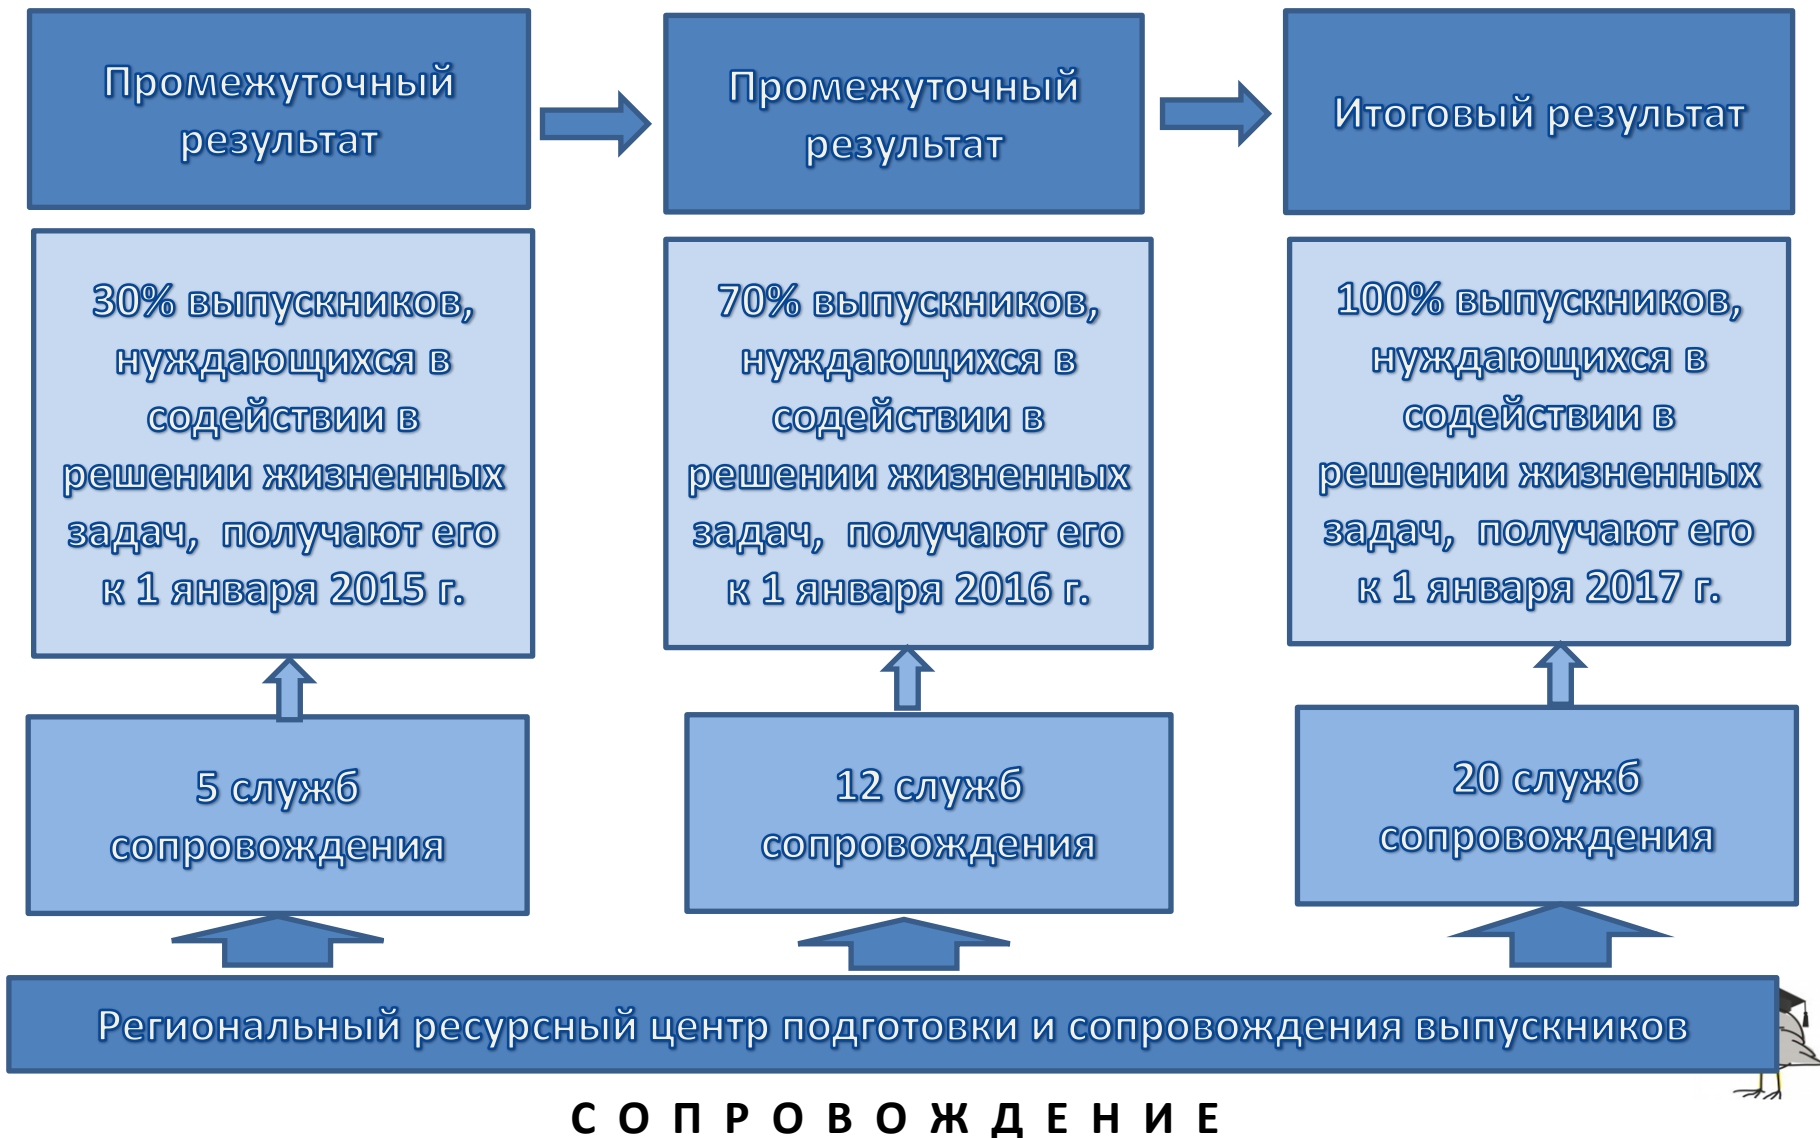 Промежуточный
результат
Промежуточный
результат
Итоговый результат
30% выпускников,
нуждающихся в
содействии в
решении жизненных
задач,  получают его
к 1 января 2015 г.
70% выпускников,
нуждающихся в
содействии в
решении жизненных
задач,  получают его
к 1 января 2016 г.
100% выпускников,
нуждающихся в
содействии в
решении жизненных
задач,  получают его
к 1 января 2017 г.
5 служб
сопровождения
12 служб
сопровождения
20 служб
сопровождения
Региональный ресурсный центр подготовки и сопровождения выпускников
С О П Р О В О Ж Д Е Н И Е